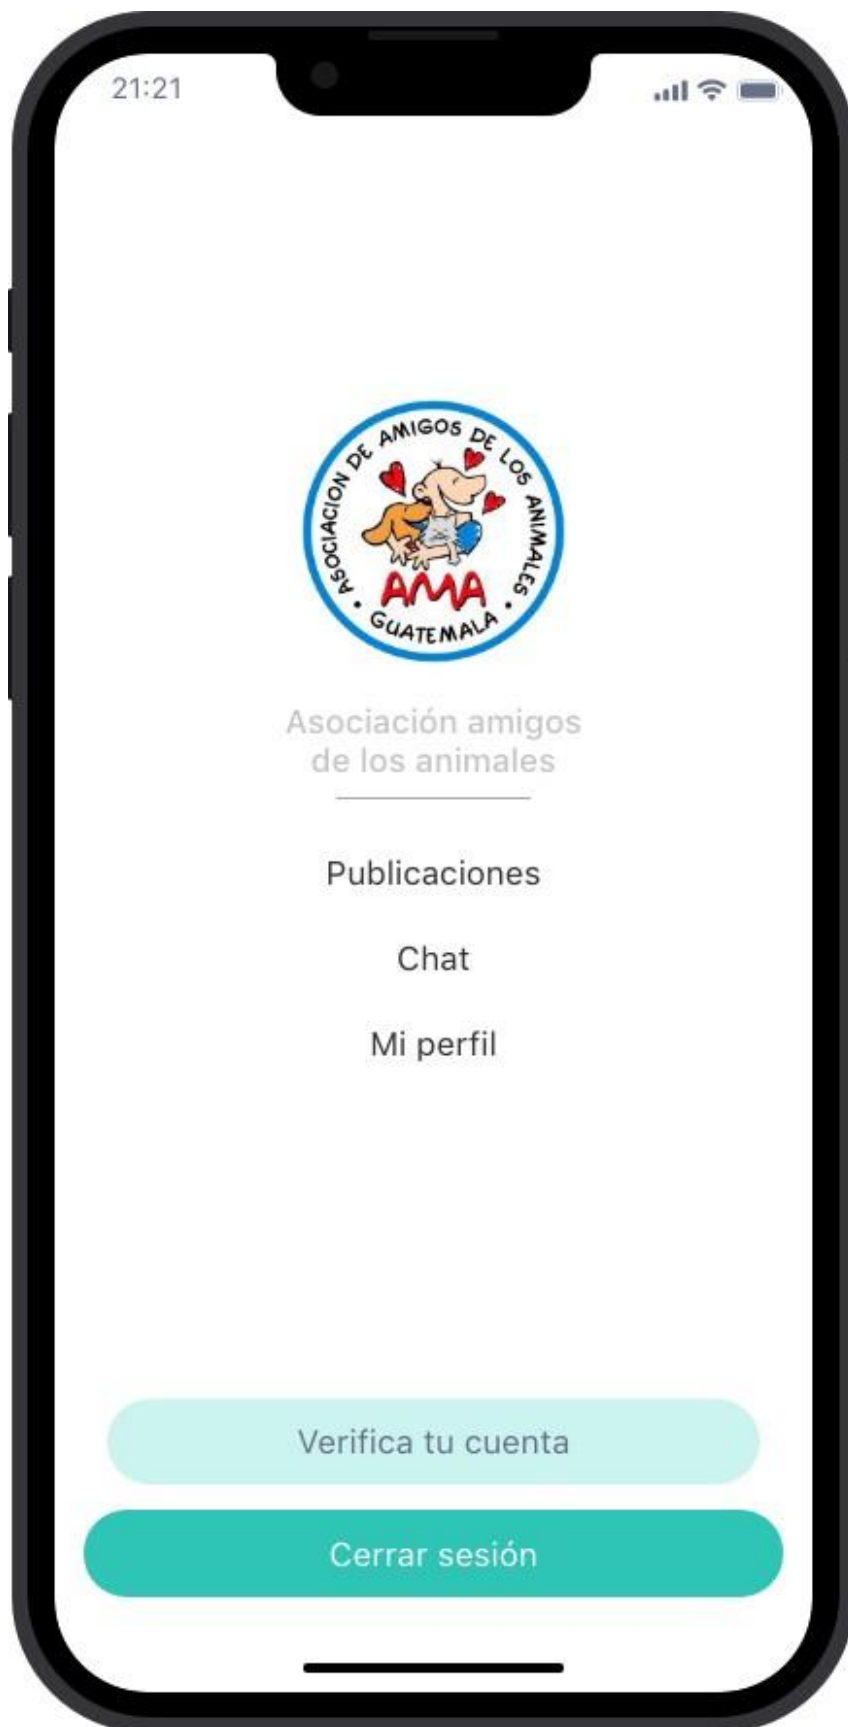 21:21
ASOCIACION DE AMIGOS DE LOS ANIMALES
AMA
GUATEMALA
Asociación amigos
de los animales
Publicaciones
Chat
Mi perfil
Verifica tu cuenta
Cerrar sesión